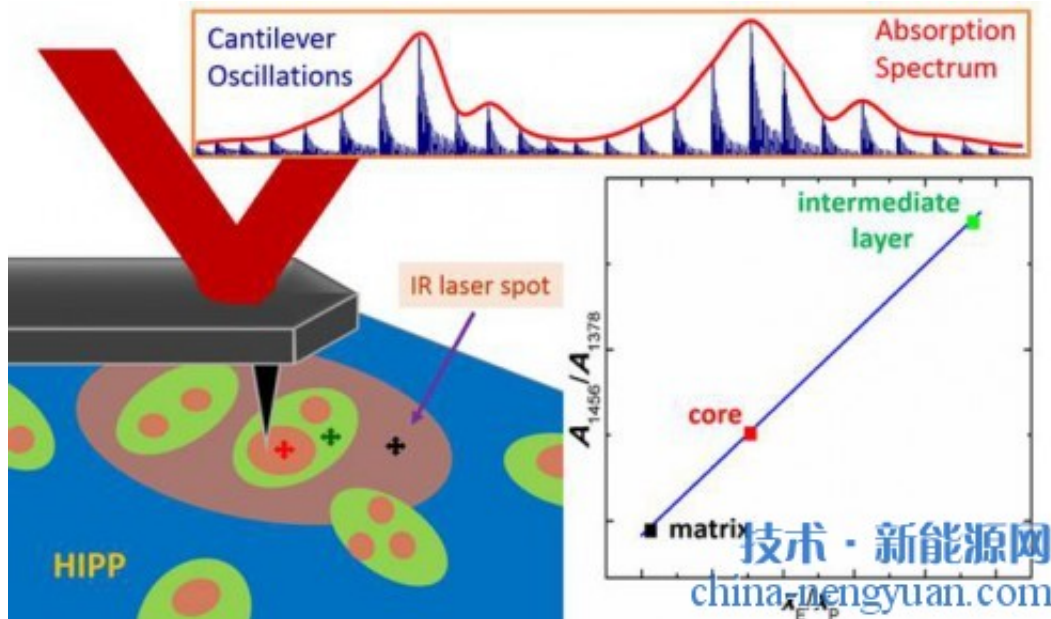 Cantilever
Oscillations
Absorption
Spectrum
IR laser spot
HIPP
intermediate
layer
core
matrix
A1456/A1378
技术·新能源网
china-nengyuan.com